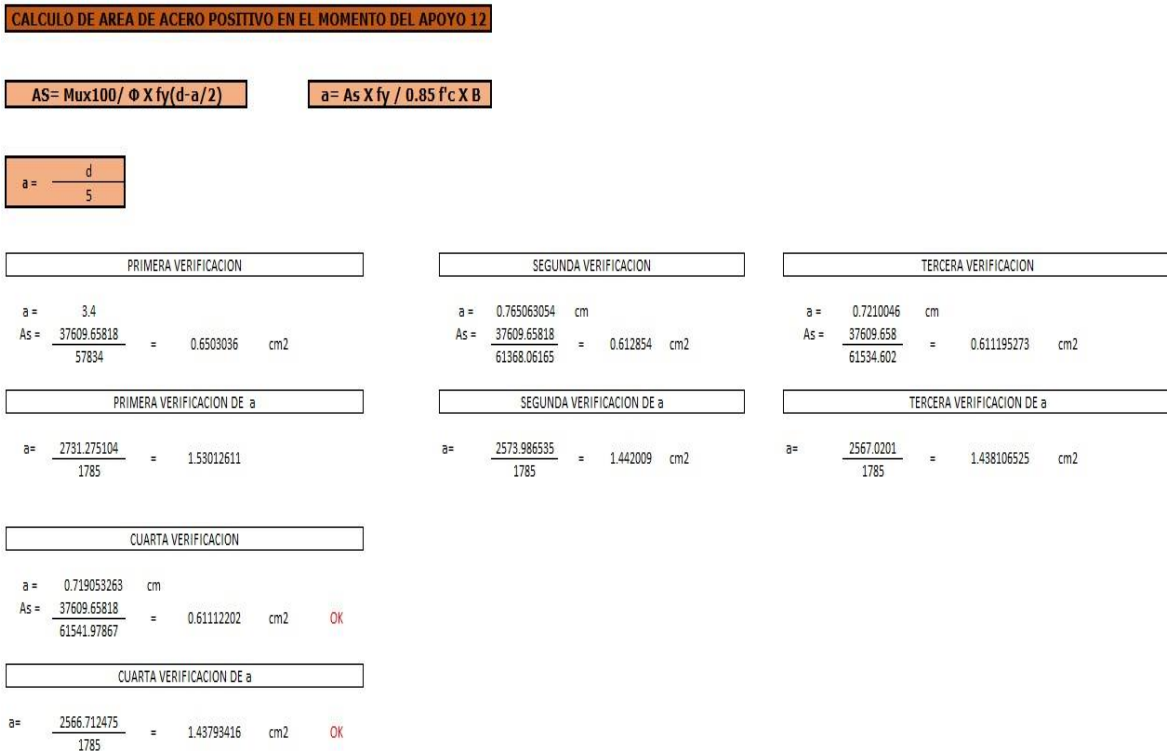 CALCULO DE AREA DE ACERO POSITIVO EN EL MOMENTO DEL APOYO 12
AS= Mux100/ Φ X fy(d-a/2)
a= As X fy / 0.85 f'c X B
a = d
5
PRIMERA VERIFICACION
a = 3.4
As = 37609.65818 = 0.6503036 cm2
57834
PRIMERA VERIFICACION DE a
a= 2731.275104 = 1.53012611
1785
SEGUNDA VERIFICACION
a = 0.765063054 cm
As = 37609.65818 = 0.612854 cm2
61368.06165
SEGUNDA VERIFICACION DE a
a= 2573.986535 = 1.442009 cm2
1785
TERCERA VERIFICACION
a = 0.7210046 cm
As = 37609.658 = 0.611195273 cm2
61534.602
TERCERA VERIFICACION DE a
a= 2567.0201 = 1.438106525 cm2
1785
CUARTA VERIFICACION
a = 0.719053263 cm
As = 37609.65818 = 0.61112202 cm2 OK
61541.97867
CUARTA VERIFICACION DE a
a= 2566.712475 = 1.43793416 cm2 OK
1785